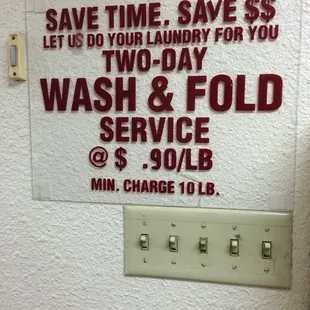 SAVE TIME. SAVE $$
LET US DO YOUR LAUNDRY FOR YOU
TWO-DAY
WASH & FOLD
SERVICE
@ $ .90/LB
MIN. CHARGE 10 LB.